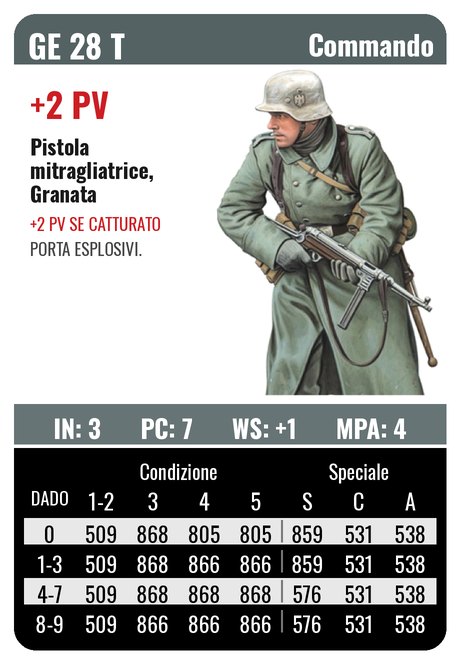 GE 28 T
Commando
+2 PV
Pistola
mitragliatrice,
Granata
+2 PV SE CATTURATO
PORTA ESPLOSIVI.
IN: 3 PC: 7 WS: +1 MPA: 4
Condizione Speciale
DADO 1-2 3 4 5 S C A
0 509 868 805 805 859 531 538
1-3 509 868 866 866 859 531 538
4-7 509 868 868 868 576 531 538
8-9 509 866 866 866 576 531 538